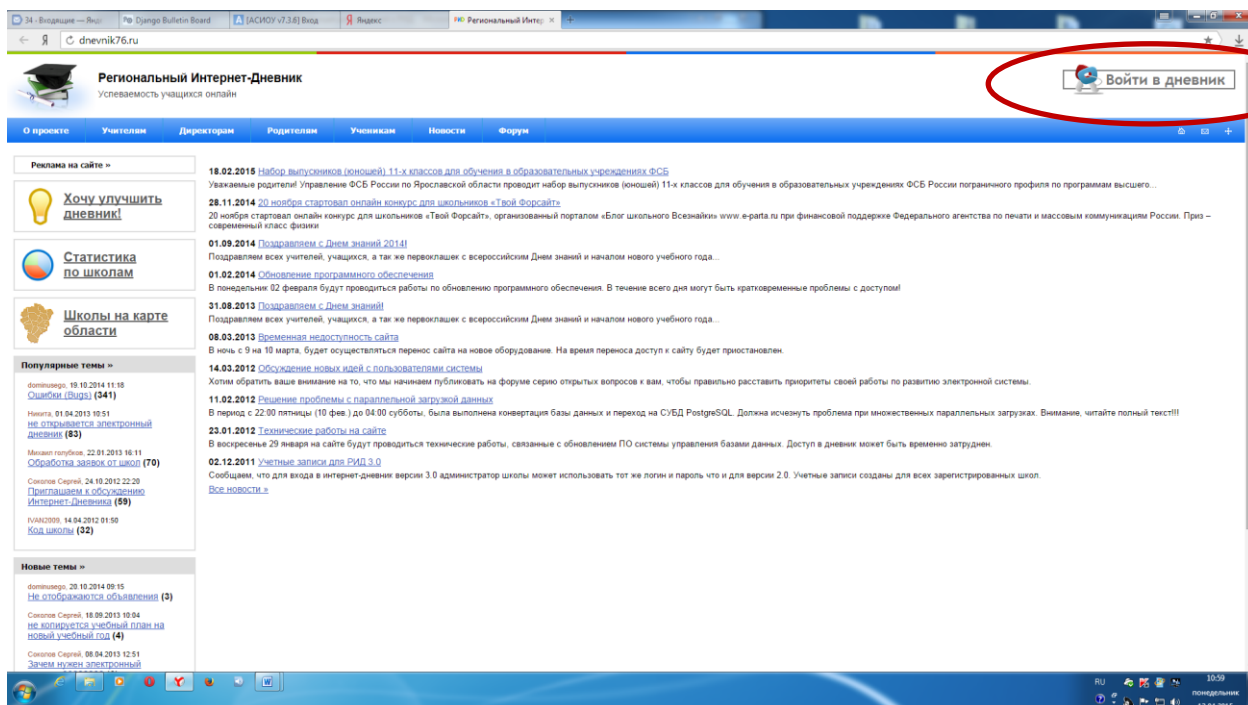 34 - Входящие — Янд
Django Bulletin Board
[АСИОУ v7.3.6] Вход
Яндекс
РИД Региональный Интер
dnevnik76.ru
Региональный Интернет-Дневник
Успеваемость учащихся онлайн
Войти в дневник
О проекте Учителям Директорам Родителям Ученикам Новости Форум
Реклама на сайте »
Хочу улучшить
дневник!
Статистика
по школам
Школы на карте
области
Популярные темы »
dominusego, 19.10.2014 11:18
Ошибки (Bugs) (341)
Никита, 01.04.2013 10:51
не открывается электронный
дневник (83)
Михаил голубков, 22.01.2013 16:11
Обработка заявок от школ (70)
Соколов Сергей, 24.10.2012 22:20
Приглашаем к обсуждению
Интернет-Дневника (59)
IVAN2009, 14.04.2012 01:50
Код школы (32)
Новые темы »
dominusego, 20.10.2014 09:15
Не отображаются объявления (3)
Соколов Сергей, 18.09.2013 10:04
не копируется учебный план на
новый учебный год (4)
Соколов Сергей, 08.04.2013 12:51
Зачем нужен электронный
18.02.2015 Набор выпускников (юношей) 11-х классов для обучения в образовательных учреждениях ФСБ
Уважаемые родители! Управление ФСБ России по Ярославской области проводит набор выпускников (юношей) 11-х классов для обучения в образовательных учреждениях ФСБ России пограничного профиля по программам высшего...
28.11.2014 20 ноября стартовал онлайн конкурс для школьников «Твой Форсайт»
20 ноября стартовал онлайн конкурс для школьников «Твой Форсайт», организованный порталом «Блог школьного Всезнайки» www.e-parta.ru при финансовой поддержке Федерального агентства по печати и массовым коммуникациям России. Приз –
современный класс физики
01.09.2014 Поздравляем с Днем знаний 2014!
Поздравляем всех учителей, учащихся, а так же первоклашек с всероссийским Днем знаний и началом нового учебного года...
01.02.2014 Обновление программного обеспечения
В понедельник 02 февраля будут проводиться работы по обновлению программного обеспечения. В течение всего дня могут быть кратковременные проблемы с доступом!
31.08.2013 Поздравляем с Днем знаний!
Поздравляем всех учителей, учащихся, а так же первоклашек с всероссийским Днем знаний и началом нового учебного года...
08.03.2013 Временная недоступность сайта
В ночь с 9 на 10 марта, будет осуществляться перенос сайта на новое оборудование. На время переноса доступ к сайту будет приостановлен.
14.03.2012 Обсуждение новых идей с пользователями системы
Хотим обратить ваше внимание на то, что мы начинаем публиковать на форуме серию открытых вопросов к вам, чтобы правильно расставить приоритеты своей работы по развитию электронной системы.
11.02.2012 Решение проблемы с параллельной загрузкой данных
В период с 22:00 пятницы (10 фев.) до 04:00 субботы, была выполнена конвертация базы данных и переход на СУБД PostgreSQL. Должна исчезнуть проблема при множественных параллельных загрузках. Внимание, читайте полный текст!!!
23.01.2012 Технические работы на сайте
В воскресенье 29 января на сайте будут проводиться технические работы, связанные с обновлением ПО системы управления базами данных. Доступ в дневник может быть временно затруднен.
02.12.2011 Учетные записи для РИД 3.0
Сообщаем, что для входа в интернет-дневник версии 3.0 администратор школы может использовать тот же логин и пароль что и для версии 2.0. Учетные записи созданы для всех зарегистрированных школ.
Все новости »
RU
10:59
понедельник